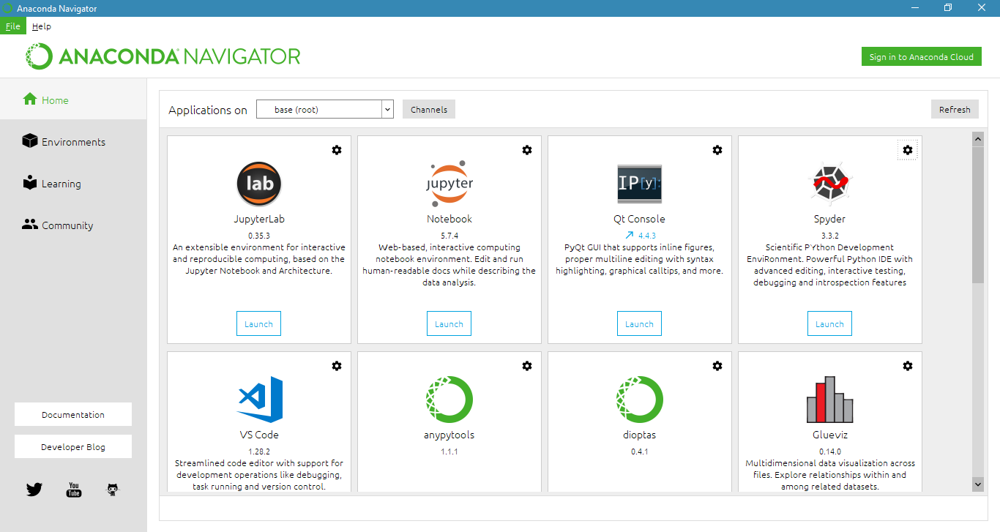 Anaconda Navigator
File Help
ANACONDA NAVIGATOR
Sign in to Anaconda Cloud
Home
Environments
Learning
Community
Documentation
Developer Blog
You
Tube
Applications on base (root) Channels Refresh
lab
JupyterLab
0.35.3
An extensible environment for interactive
and reproducible computing, based on the
Jupyter Notebook and Architecture.
Launch
jupyter
Notebook
5.7.4
Web-based, interactive computing
notebook environment. Edit and run
human-readable docs while describing the
data analysis.
Launch
IP[y]:
Qt Console
4.4.3
PyQt GUI that supports inline figures,
proper multiline editing with syntax
highlighting, graphical calltips, and more.
Launch
Spyder
3.3.2
Scientific PYthon Development
EnviRonment. Powerful Python IDE with
advanced editing, interactive testing,
debugging and introspection features
Launch
VS Code
1.28.2
Streamlined code editor with support for
development operations like debugging,
task running and version control.
anypytools
1.1.1
dioptas
0.4.1
Glueviz
0.14.0
Multidimensional data visualization across
files. Explore relationships within and
among related datasets.